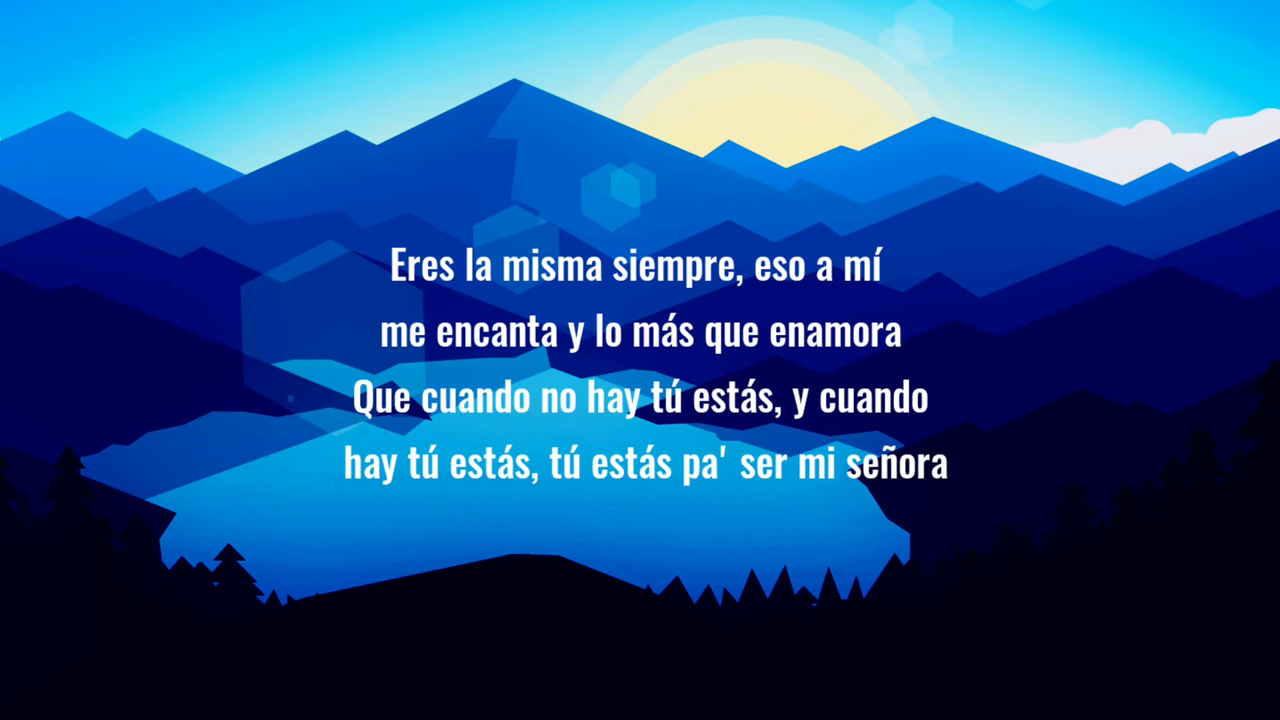 Eres la misma siempre, eso a mí
me encanta y lo más que enamora
Que cuando no hay tú estás, y cuando
hay tú estás, tú estás pa' ser mi señora